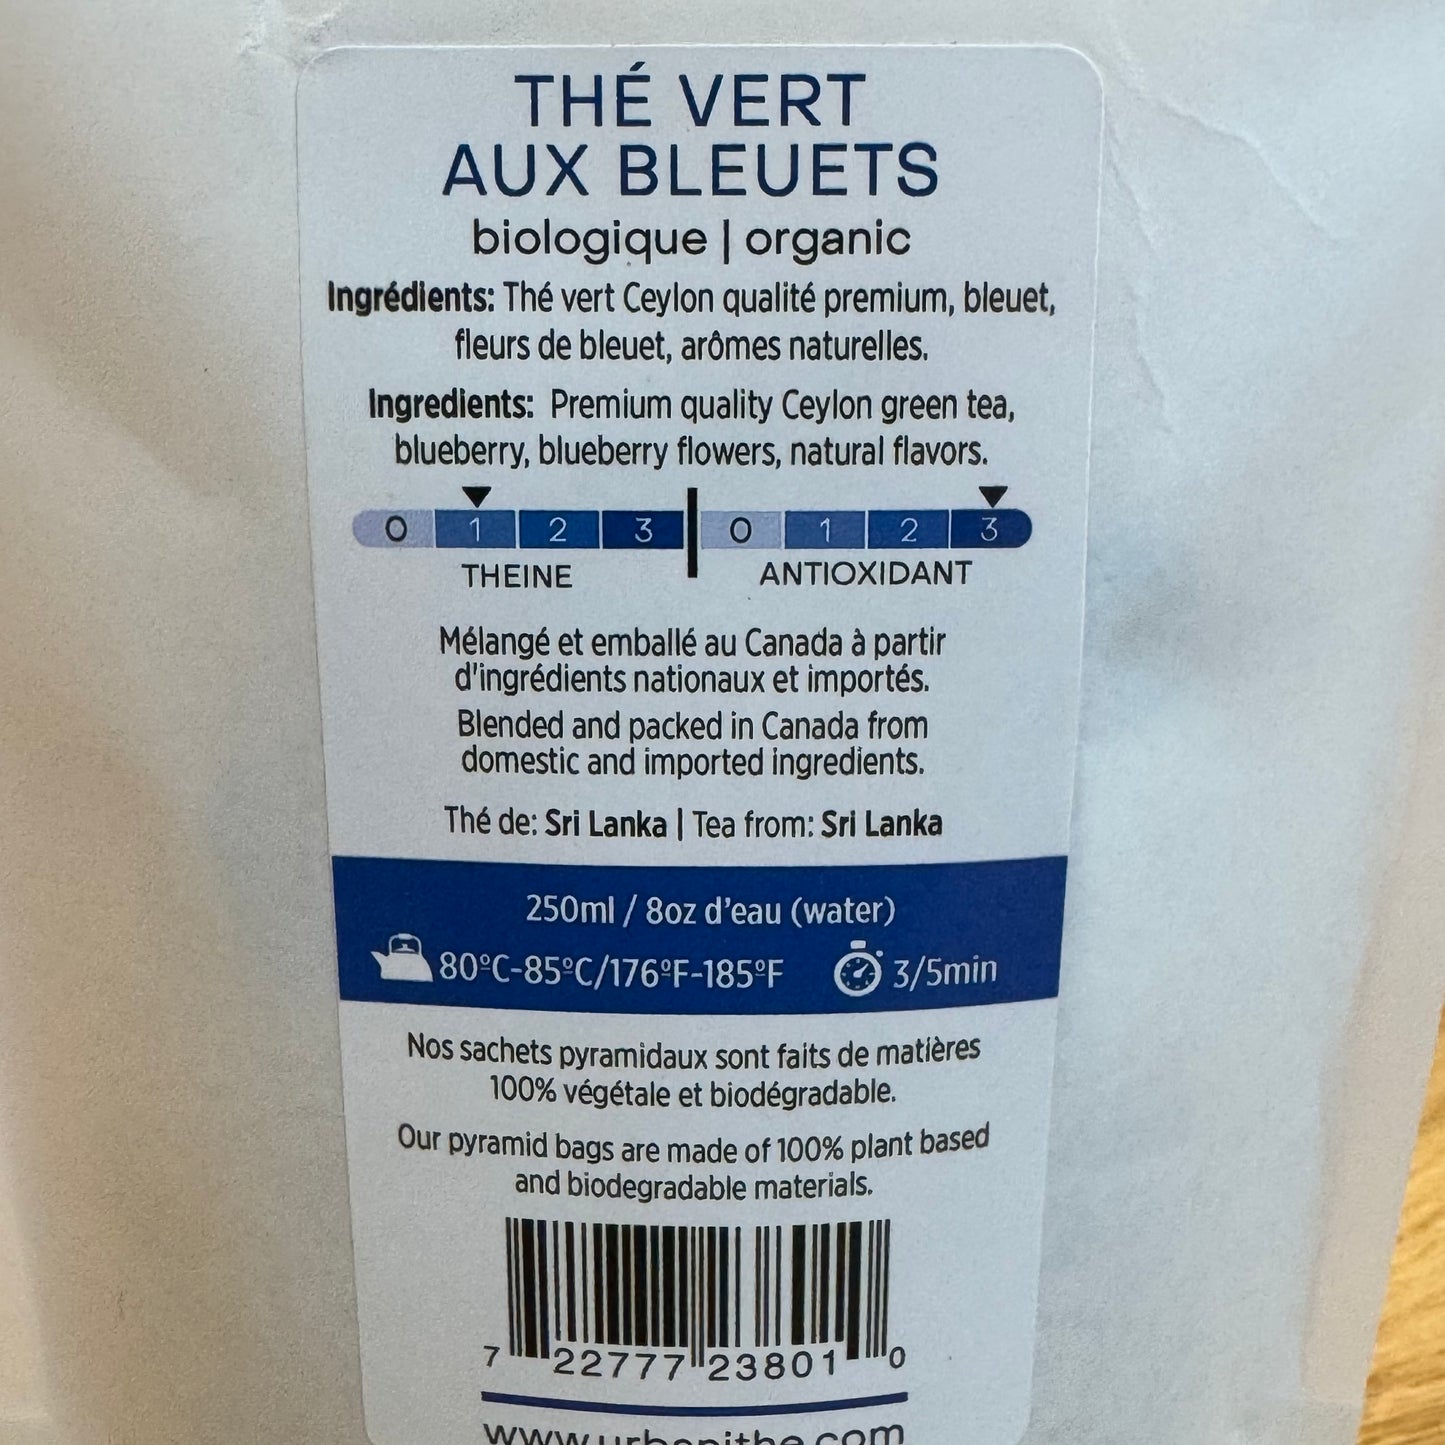 THÉ VERT
AUX BLEUETS
biologique | organic
Ingrédients: Thé vert Ceylon qualité premium, bleuet,
fleurs de bleuet, arômes naturelles.
Ingredients: Premium quality Ceylon green tea,
blueberry, blueberry flowers, natural flavors.
0 1 2 3 0 1 2 3
THEINE ANTIOXIDANT
Mélangé et emballé au Canada à partir
d'ingrédients nationaux et importés.
Blended and packed in Canada from
domestic and imported ingredients.
Thé de: Sri Lanka | Tea from: Sri Lanka
250ml / 8oz d'eau (water)
80ºC-85ºC/176ºF-185ºF 3/5min
Nos sachets pyramidaux sont faits de matières
100% végétale et biodégradable.
Our pyramid bags are made of 100% plant based
and biodegradable materials.
7 22777 23801 0